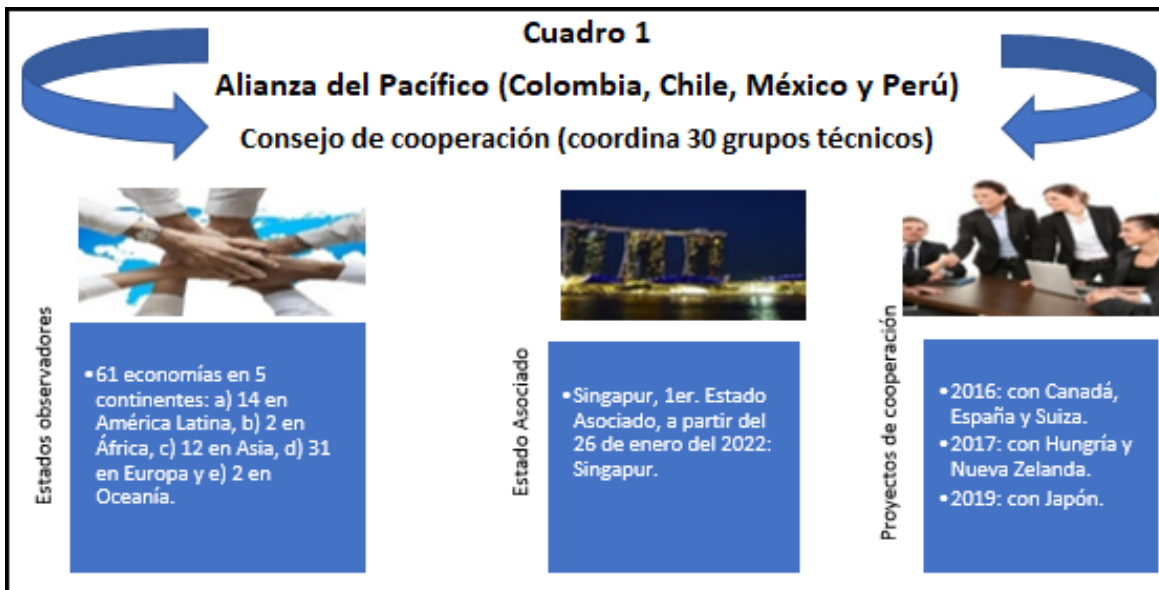 Cuadro 1
Alianza del Pacífico (Colombia, Chile, México y Perú)
Consejo de cooperación (coordina 30 grupos técnicos)
Estados observadores
•61 economías en 5
continentes: a) 14 en
América Latina, b) 2 en
África, c) 12 en Asia, d) 31
en Europa y e) 2 en
Oceanía.
Estado Asociado
•Singapur, 1er. Estado
Asociado, a partir del
26 de enero del 2022:
Singapur.
Proyectos de cooperación
•2016: con Canadá,
España y Suiza.
•2017: con Hungría y
Nueva Zelanda.
•2019: con Japón.